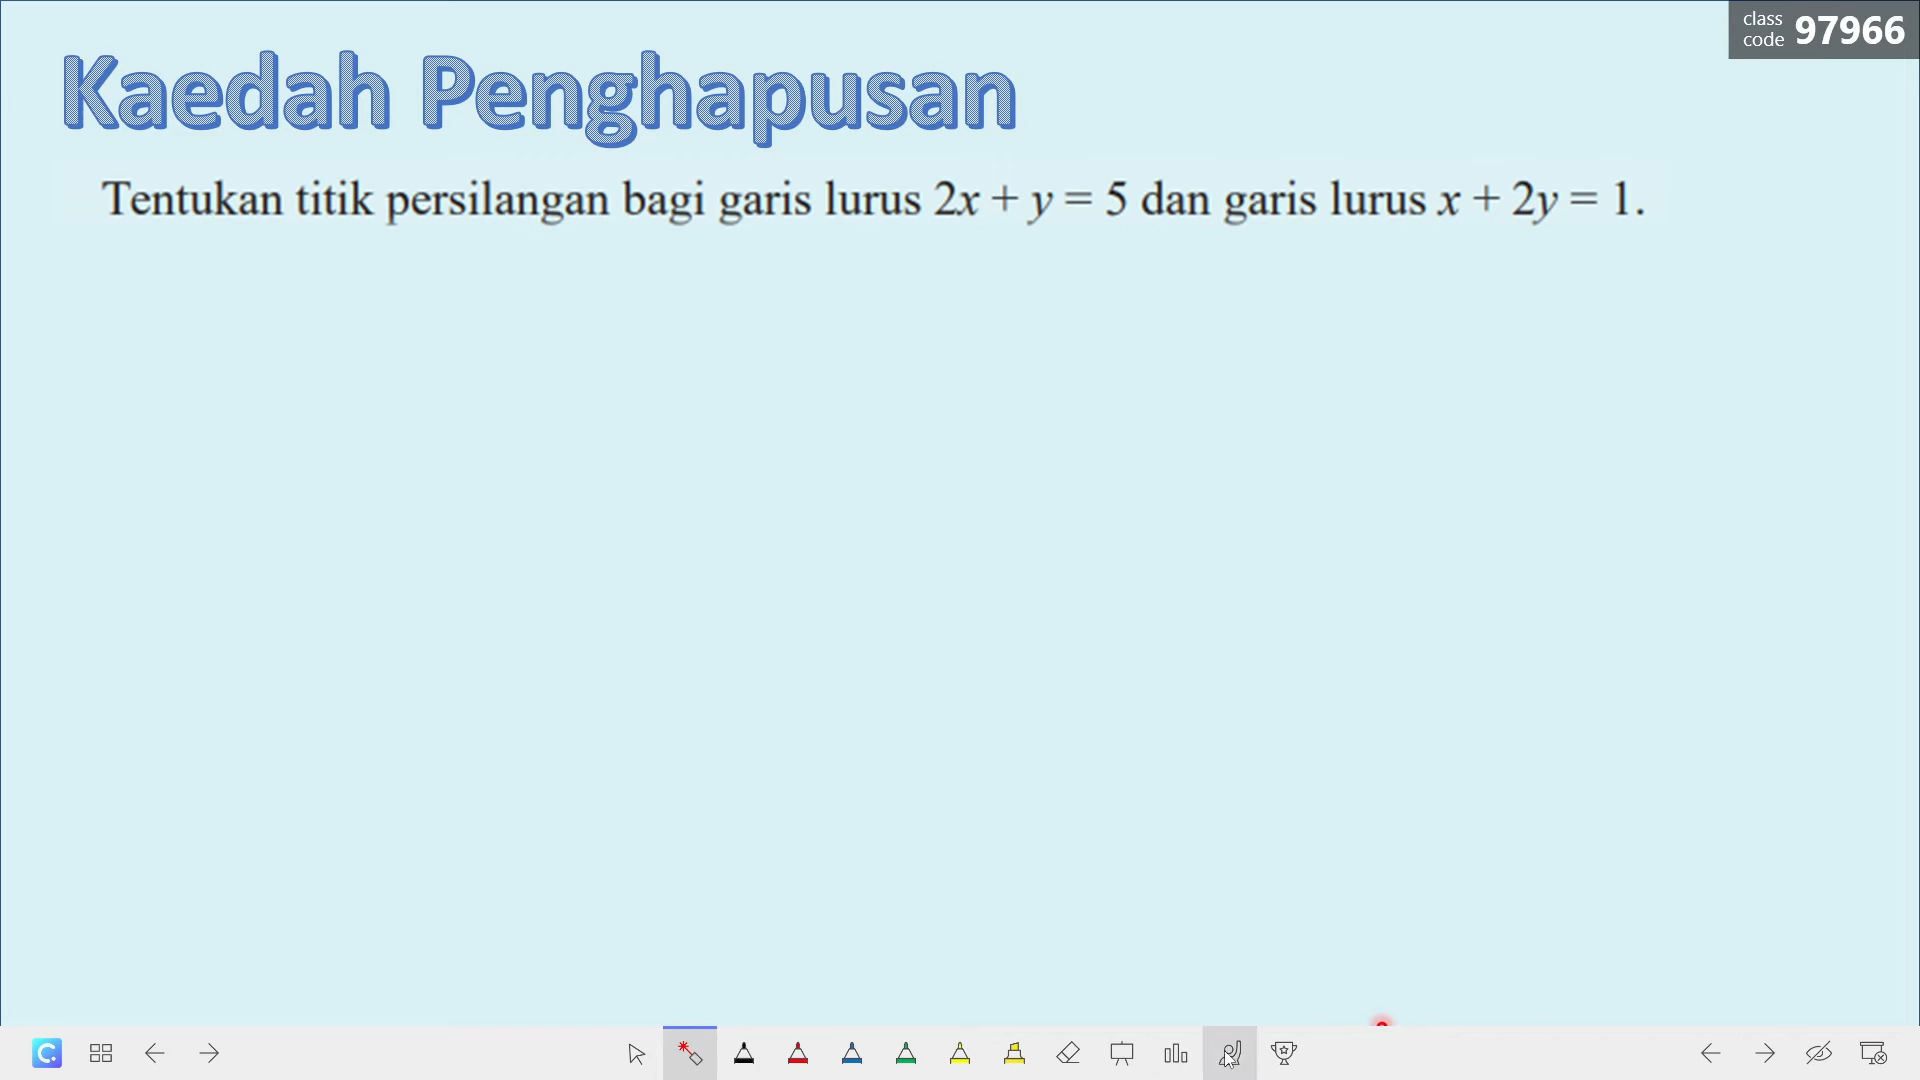 class code 97966
Kaedah Penghapusan
Tentukan titik persilangan bagi garis lurus 2x + y = 5 dan garis lurus x + 2y = 1.